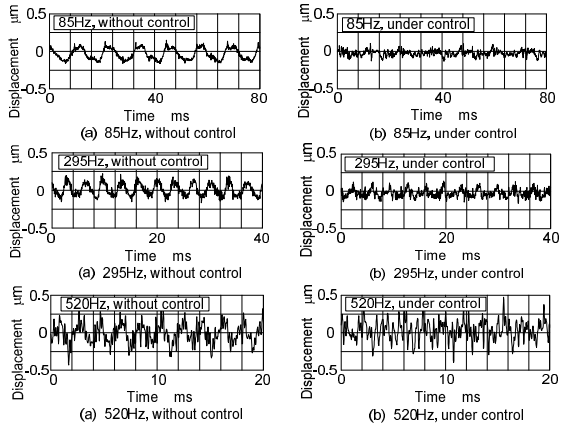 μm
0.5
85Hz, without control
Displacement
0
-0.5
0
40
80
Time ms
(a) 85Hz, without control
μm
0.5
85Hz, under control
Displacement
0
-0.5
0
40
80
Time ms
(b) 85Hz, under control
μm
0.5
295Hz, without control
Displacement
0
-0.5
0
20
40
Time ms
(a) 295Hz, without control
μm
0.5
295Hz, under control
Displacement
0
-0.5
0
20
40
Time ms
(b) 295Hz, under control
μm
0.5
520Hz, without control
Displacement
0
-0.5
0
10
20
Time ms
(a) 520Hz, without control
μm
0.5
520Hz, under control
Displacement
0
-0.5
0
10
20
Time ms
(b) 520Hz, under control